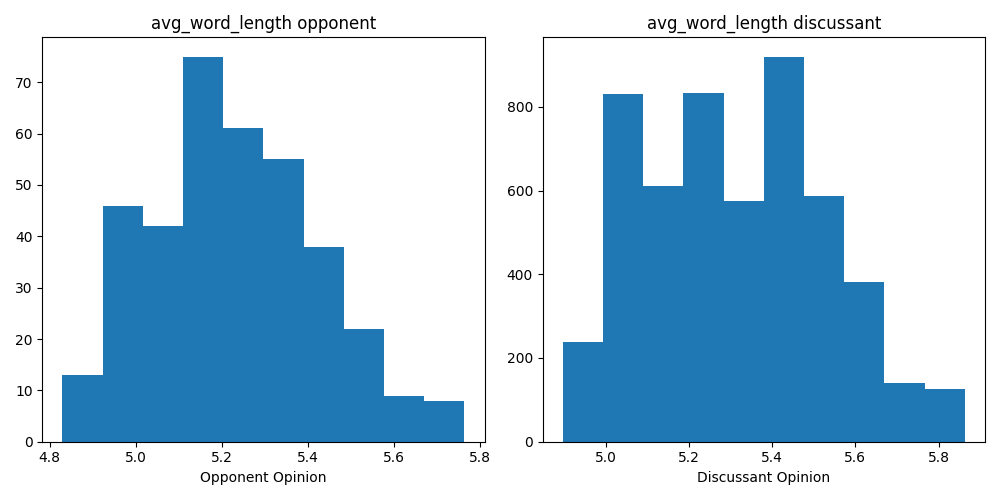 avg_word_length opponent
70
60
50
40
30
20
10
0
4.8 5.0 5.2 5.4 5.6 5.8
Opponent Opinion
avg_word_length discussant
800
600
400
200
0
5.0 5.2 5.4 5.6 5.8
Discussant Opinion